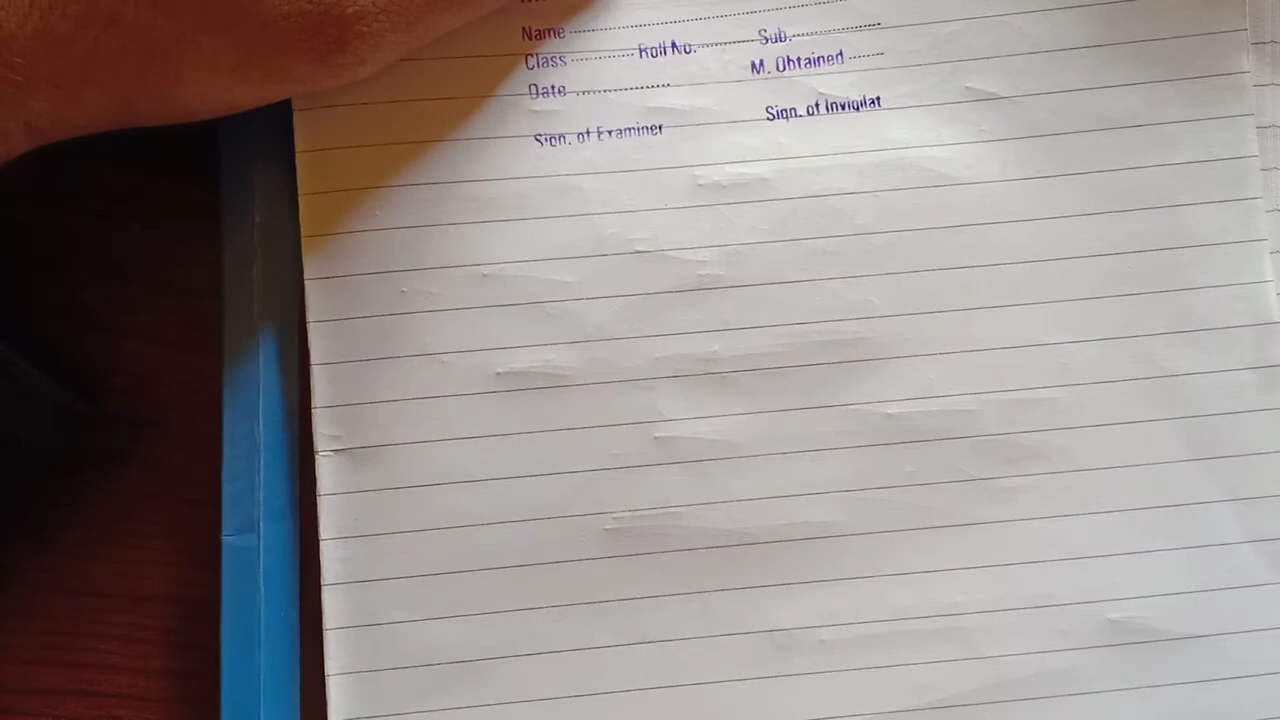 Name ........................................
Class ............ Roll No. ............ Sub. ................
Date .................. M. Obtained .......
Sign. of Examiner Sign. of Invigilat